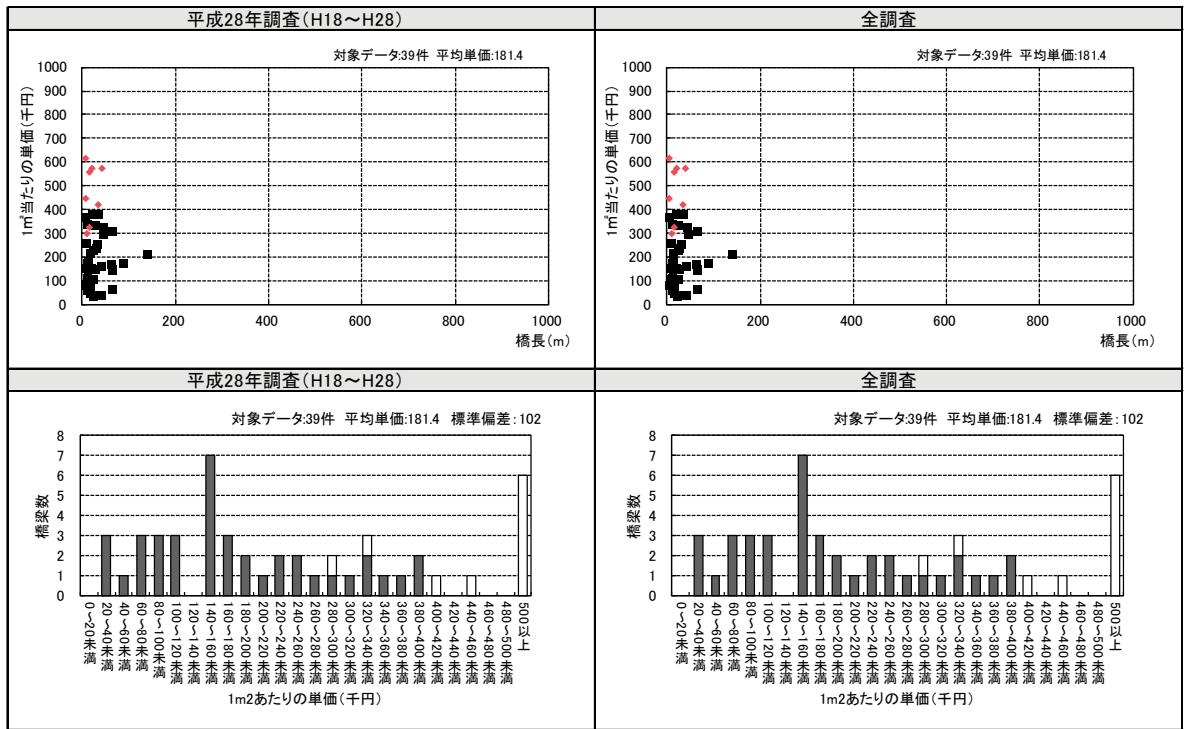 平成28年調査(H18～H28)
対象データ:39件 平均単価:181.4
1㎡当たりの単価(千円)
1000
900
800
700
600
500
400
300
200
100
0
0 200 400 600 800 1000
橋長(m)
全調査
対象データ:39件 平均単価:181.4
1㎡当たりの単価(千円)
1000
900
800
700
600
500
400
300
200
100
0
0 200 400 600 800 1000
橋長(m)
平成28年調査(H18～H28)
対象データ:39件 平均単価:181.4 標準偏差:102
橋梁数
8
7
6
5
4
3
2
1
0
0～20未満
20～40未満
40～60未満
60～80未満
80～100未満
100～120未満
120～140未満
140～160未満
160～180未満
180～200未満
200～220未満
220～240未満
240～260未満
260～280未満
280～300未満
300～320未満
320～340未満
340～360未満
360～380未満
380～400未満
400～420未満
420～440未満
440～460未満
460～480未満
480～500未満
500以上
1m2あたりの単価(千円)
全調査
対象データ:39件 平均単価:181.4 標準偏差:102
橋梁数
8
7
6
5
4
3
2
1
0
0～20未満
20～40未満
40～60未満
60～80未満
80～100未満
100～120未満
120～140未満
140～160未満
160～180未満
180～200未満
200～220未満
220～240未満
240～260未満
260～280未満
280～300未満
300～320未満
320～340未満
340～360未満
360～380未満
380～400未満
400～420未満
420～440未満
440～460未満
460～480未満
480～500未満
500以上
1m2あたりの単価(千円)